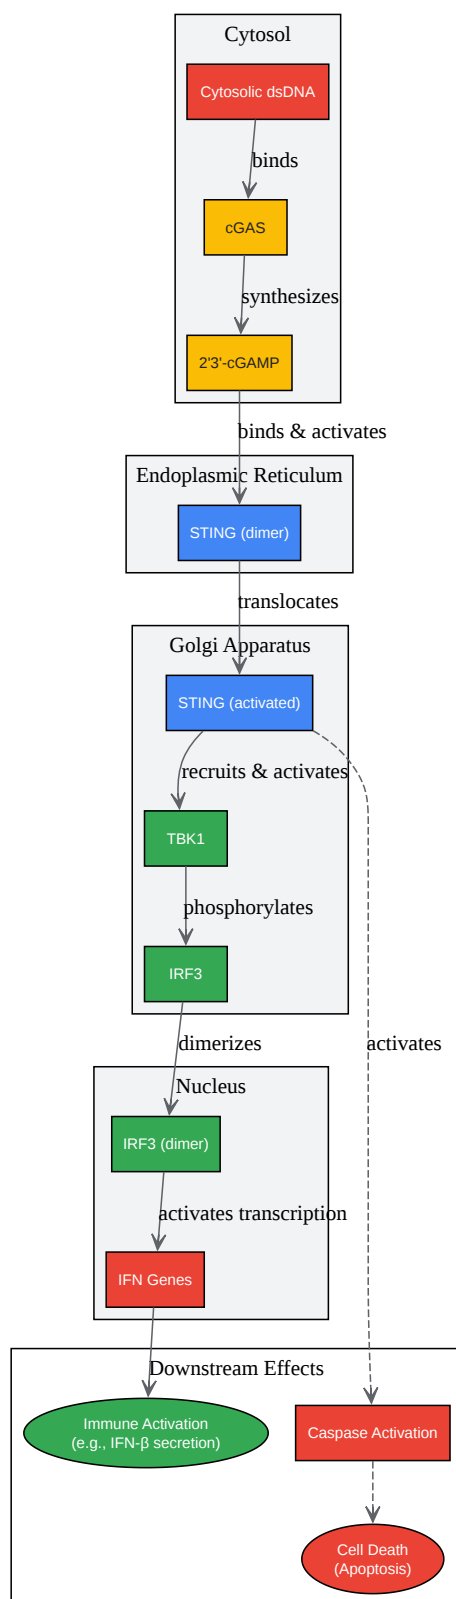 Cytosol
Cytosolic dsDNA
binds
cGAS
synthesizes
2'3'-cGAMP
binds & activates
Endoplasmic Reticulum
STING (dimer)
translocates
Golgi Apparatus
STING (activated)
recruits & activates
TBK1
phosphorylates
IRF3
dimerizes
activates
Nucleus
IRF3 (dimer)
activates transcription
IFN Genes
Downstream Effects
Immune Activation
(e.g., IFN-β secretion)
Caspase Activation
Cell Death
(Apoptosis)